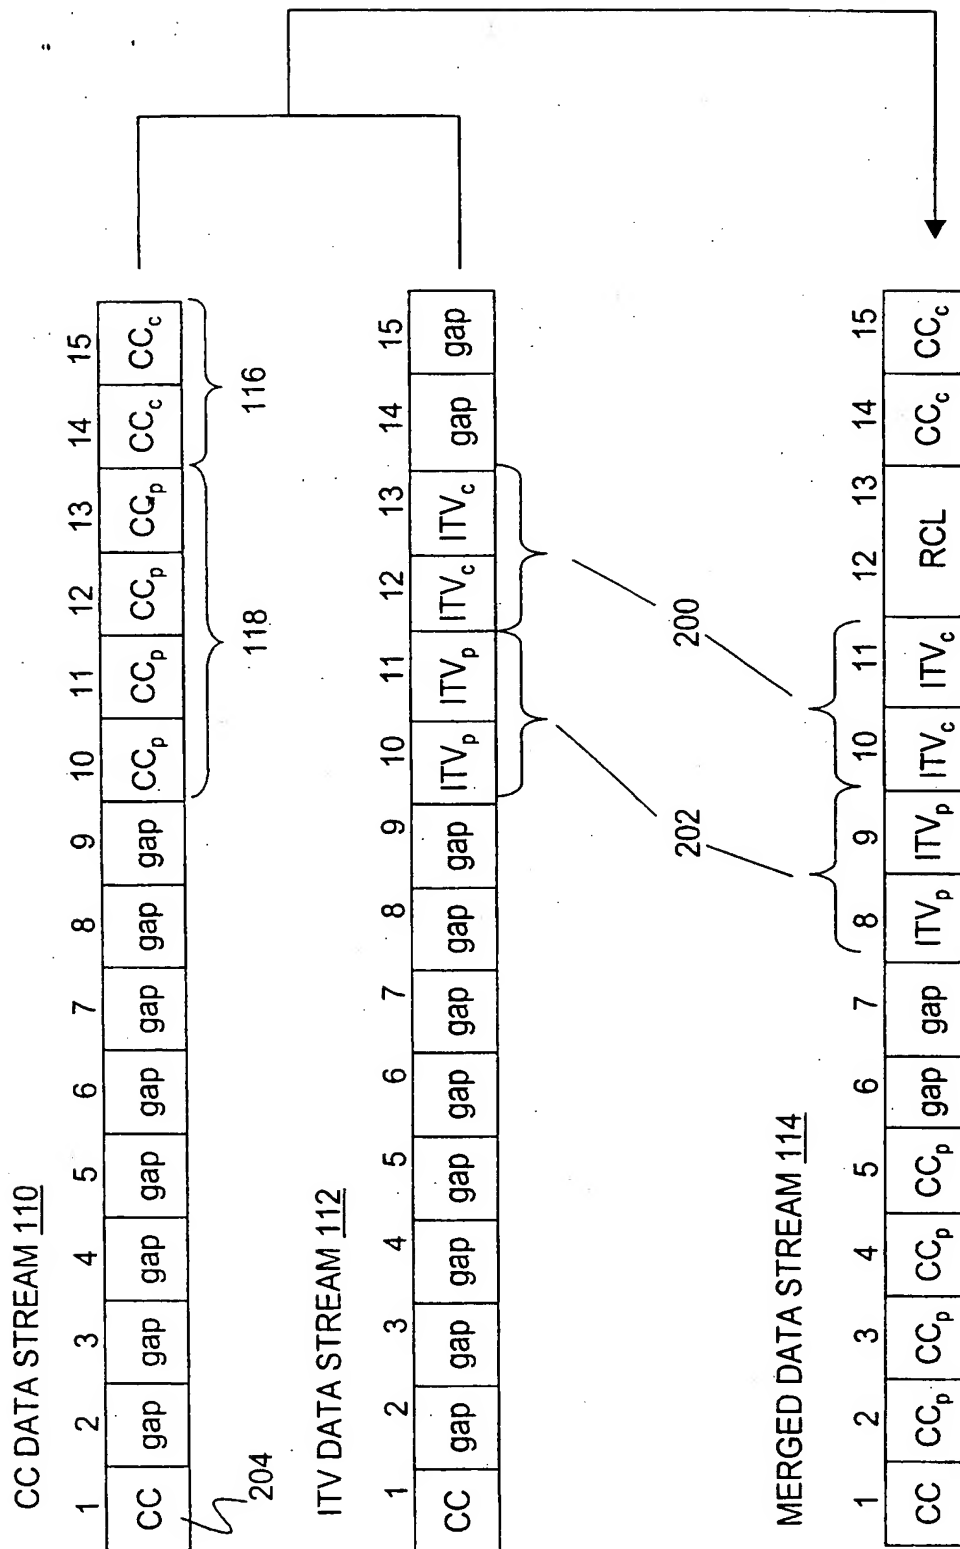 CC DATA STREAM 110
1 2 3 4 5 6 7 8 9 10 11 12 13 14 15
CC gap gap gap gap gap gap gap gap CCp CCp CCp CCp CCc CCc
204 118 116
ITV DATA STREAM 112
1 2 3 4 5 6 7 8 9 10 11 12 13 14 15
CC gap gap gap gap gap gap gap gap ITVp ITVp ITVc ITVc gap gap
202 200
MERGED DATA STREAM 114
1 2 3 4 5 6 7 8 9 10 11 12 13 14 15
CC CCp CCp CCp CCp gap gap ITVp ITVp ITVc ITVc RCL CCc CCc